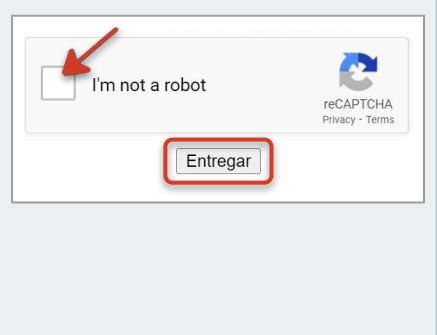 I'm not a robot
reCAPTCHA
Privacy - Terms
Entregar